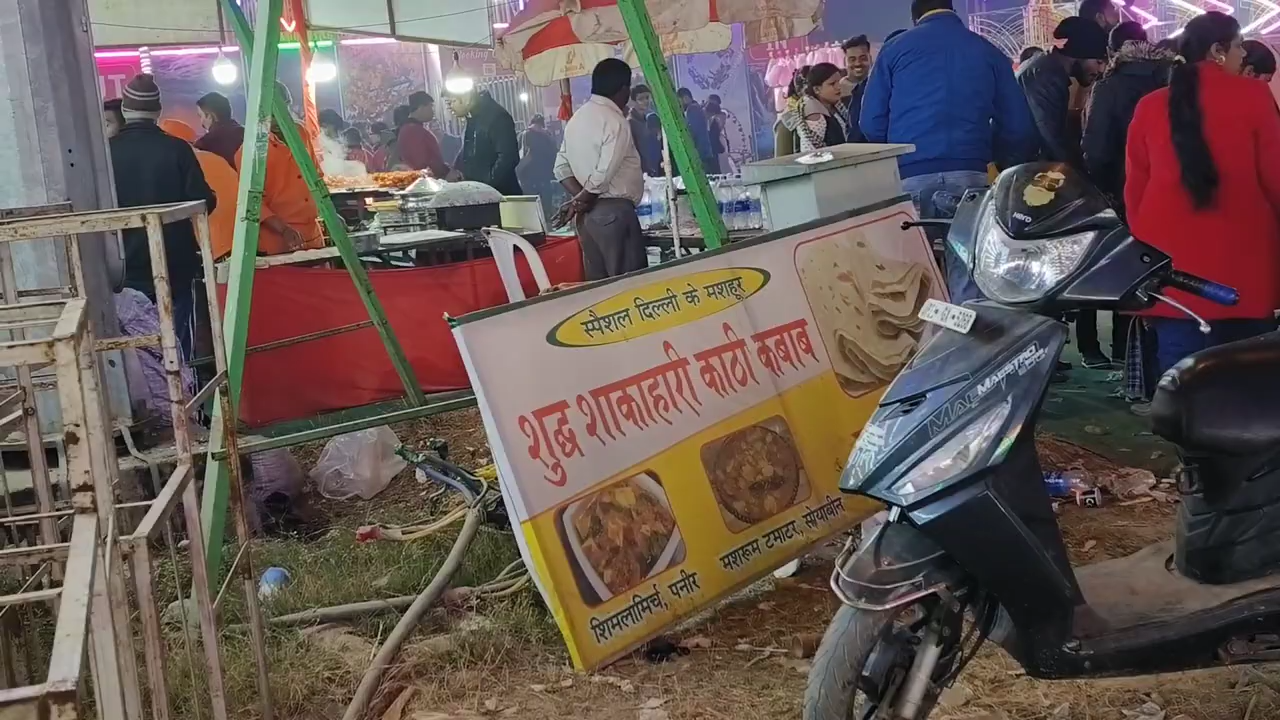 स्पैशल दिल्ली के मशहूर
शुद्ध शाकाहारी काठी कबाब
शिमलामिर्च, पनीर
मशरूम टमाटर, सोयाबीन
HERO
MAESTRO